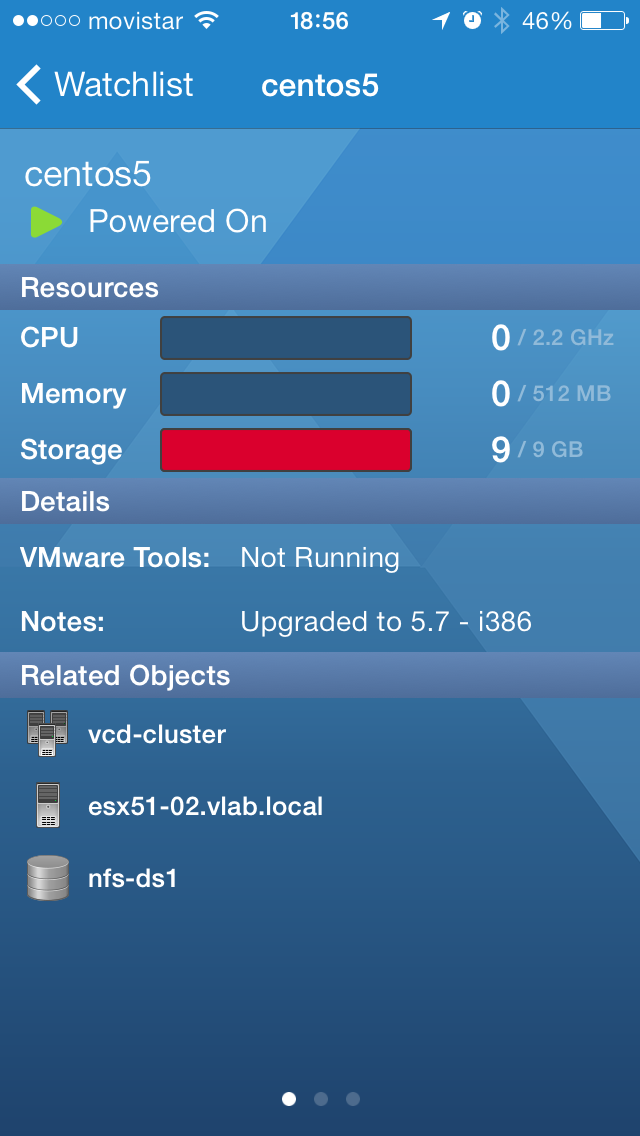 movistar 18:56 46%
Watchlist centos5
centos5
Powered On
Resources
CPU 0 / 2.2 GHz
Memory 0 / 512 MB
Storage 9 / 9 GB
Details
VMware Tools: Not Running
Notes: Upgraded to 5.7 - i386
Related Objects
vcd-cluster
esx51-02.vlab.local
nfs-ds1